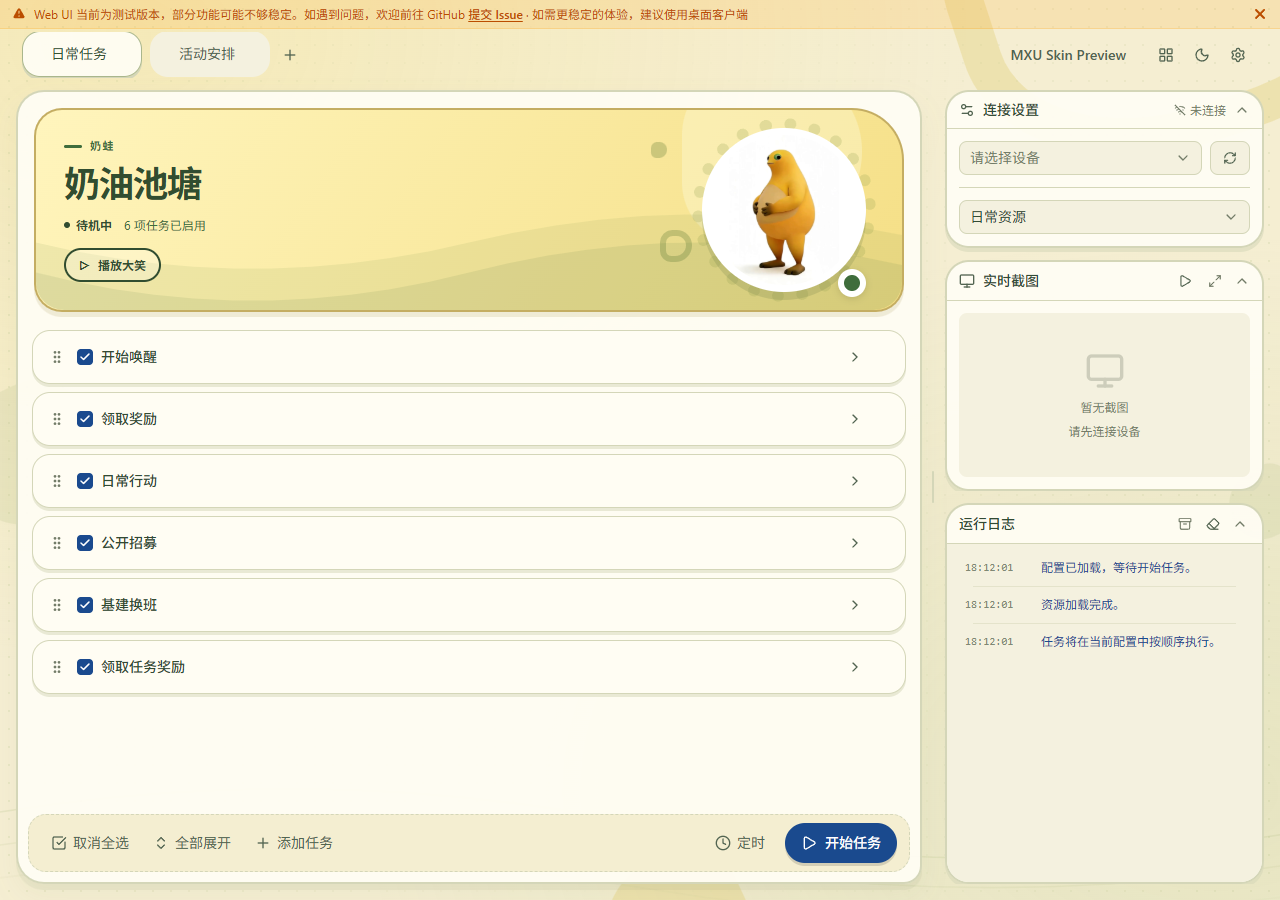 Web UI 当前为测试版本，部分功能可能不够稳定。如遇到问题，欢迎前往 GitHub 提交 Issue · 如需更稳定的体验，建议使用桌面客户端
日常任务
活动安排
MXU Skin Preview
奶蛙
奶油池塘
待机中 6 项任务已启用
播放大笑
开始唤醒
领取奖励
日常行动
公开招募
基建换班
领取任务奖励
取消全选
全部展开
添加任务
定时
开始任务
连接设置
未连接
请选择设备
日常资源
实时截图
暂无截图
请先连接设备
运行日志
18:12:01 配置已加载，等待开始任务。
18:12:01 资源加载完成。
18:12:01 任务将在当前配置中按顺序执行。